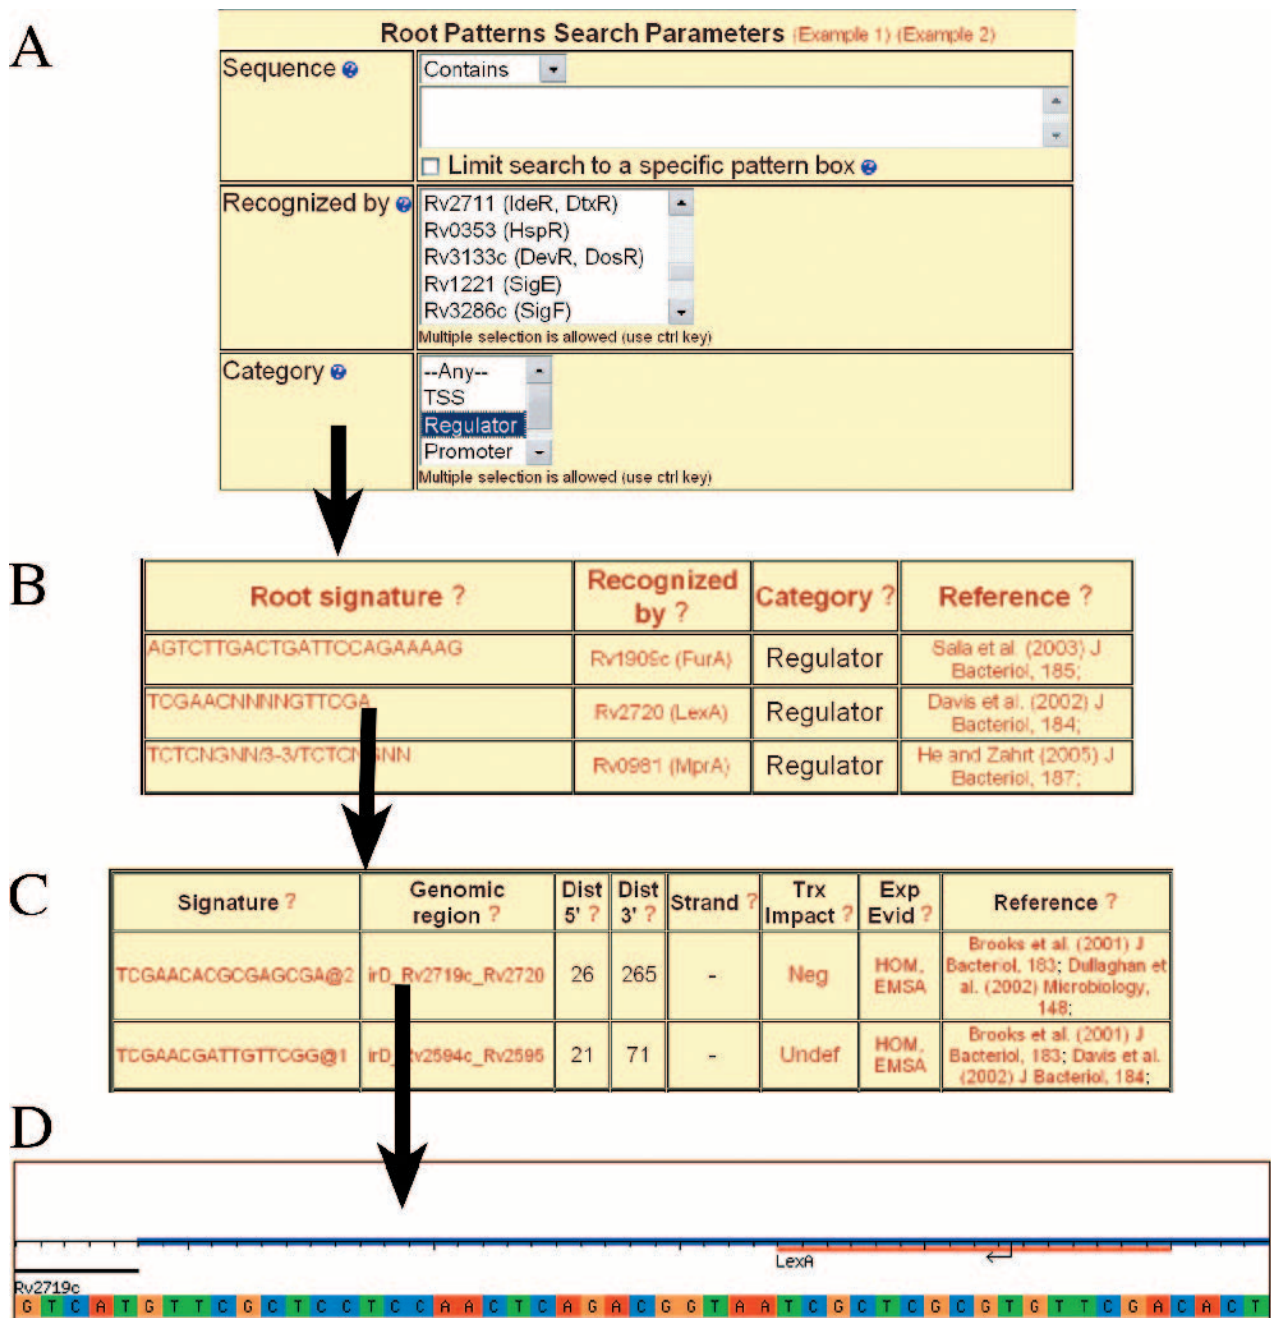 A
Root Patterns Search Parameters (Example 1) (Example 2)
Sequence ?
Contains
Limit search to a specific pattern box ?
Recognized by ?
Rv2711 (IdeR, DtxR)
Rv0353 (HspR)
Rv3133c (DevR, DosR)
Rv1221 (SigE)
Rv3286c (SigF)
Multiple selection is allowed (use ctrl key)
Category ?
--Any--
TSS
Regulator
Promoter
Multiple selection is allowed (use ctrl key)
B
Root signature ? Recognized by ? Category ? Reference ?
AGTCTTGACTGATTCCAGAAAAG Rv1909c (FurA) Regulator Salla et al. (2003) J Bacteriol, 185;
TCGAACNNNNGTTCGA Rv2720 (LexA) Regulator Davis et al. (2002) J Bacteriol, 184;
TCTCNGNN/3-3/TCTCNGNN Rv0981 (MprA) Regulator He and Zahrt (2005) J Bacteriol, 187;
C
Signature ? Genomic region ? Dist 5' ? Dist 3' ? Strand ? Trx Impact ? Exp Evid ? Reference ?
TCGAACACGCGAGCGA@2 irD_Rv2719c_Rv2720 26 265 - Neg HOM, EMSA Brooks et al. (2001) J Bacteriol, 183; Dullaghan et al. (2002) Microbiology, 148;
TCGAACGATTGTTCGG@1 irD_Rv2594c_Rv2595 21 71 - Undef HOM, EMSA Brooks et al. (2001) J Bacteriol, 183; Davis et al. (2002) J Bacteriol, 184;
D
LexA
Rv2719c
G T C A T G T T C G C T C C T C C A A C T C A G A C G G T A A T C G C T C G C G T G T T C G A C A C T